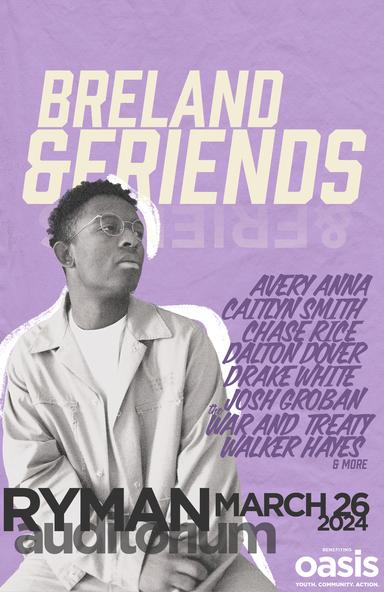 BRELAND
&FRIENDS
&FRIE
AVERY ANNA
CAITLYN SMITH
CHASE RICE
DALTON DOVER
DRAKE WHITE
JOSH GROBAN
the WAR AND TREATY
WALKER HAYES
& MORE
RYMAN MARCH 26
auditorium 2024
BENEFITING
oasis
YOUTH. COMMUNITY. ACTION.